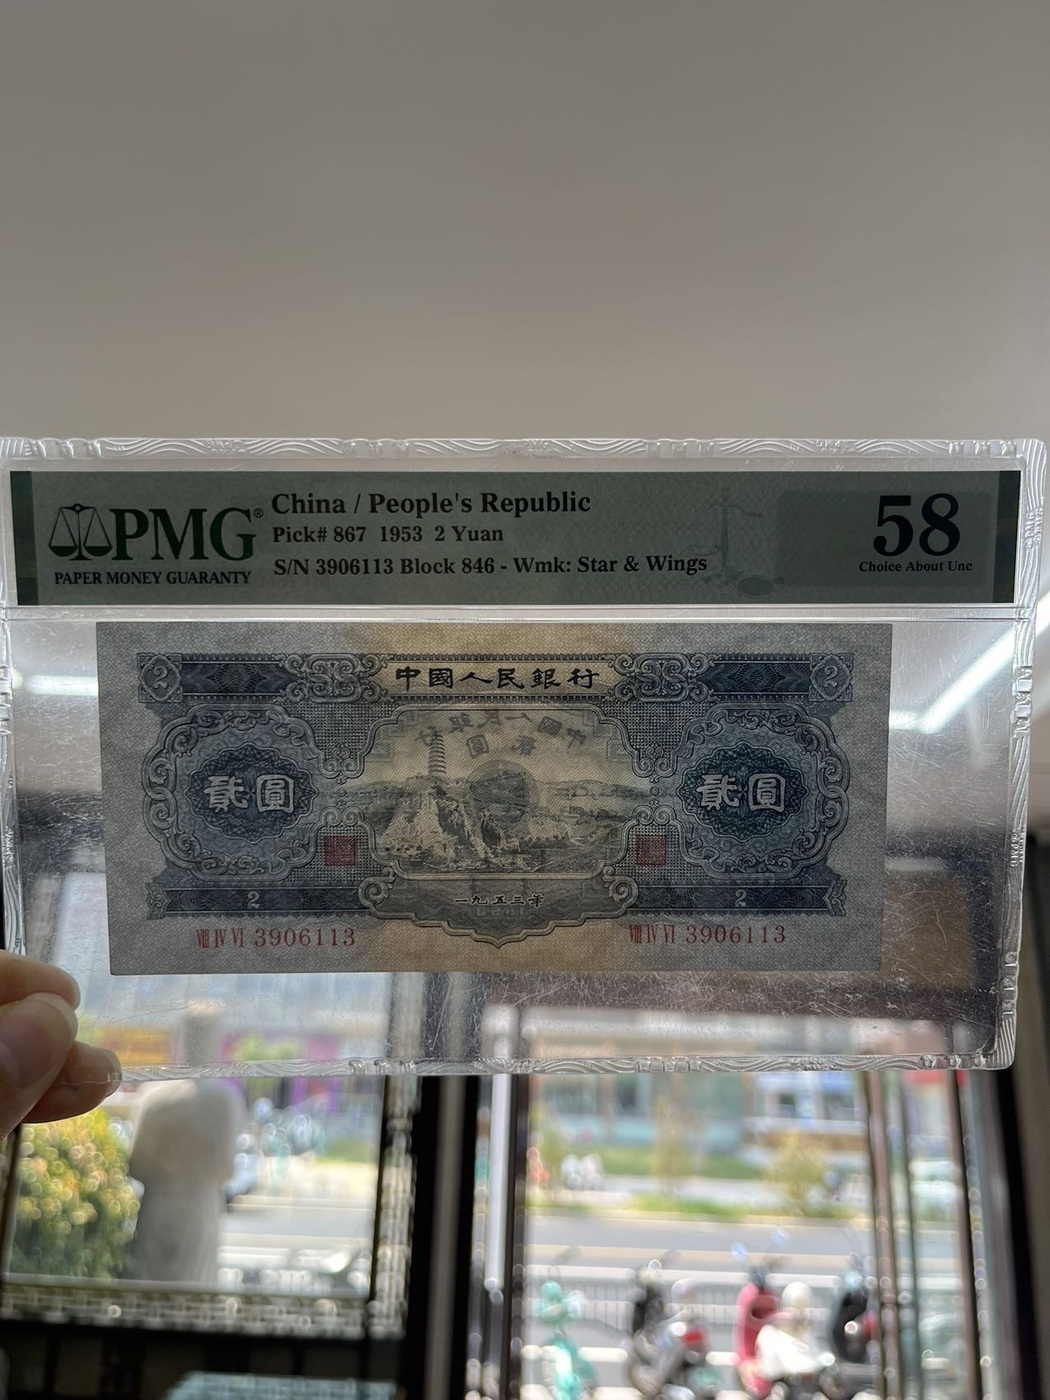 PMG®
PAPER MONEY GUARANTY
China / People's Republic
Pick# 867 1953 2 Yuan
S/N 3906113 Block 846 - Wmk: Star & Wings
58
Choice About Unc
2
中國人民銀行
2
貳圓
貳圓
一九五三年
2
2
VIII IV VI 3906113
VIII IV VI 3906113